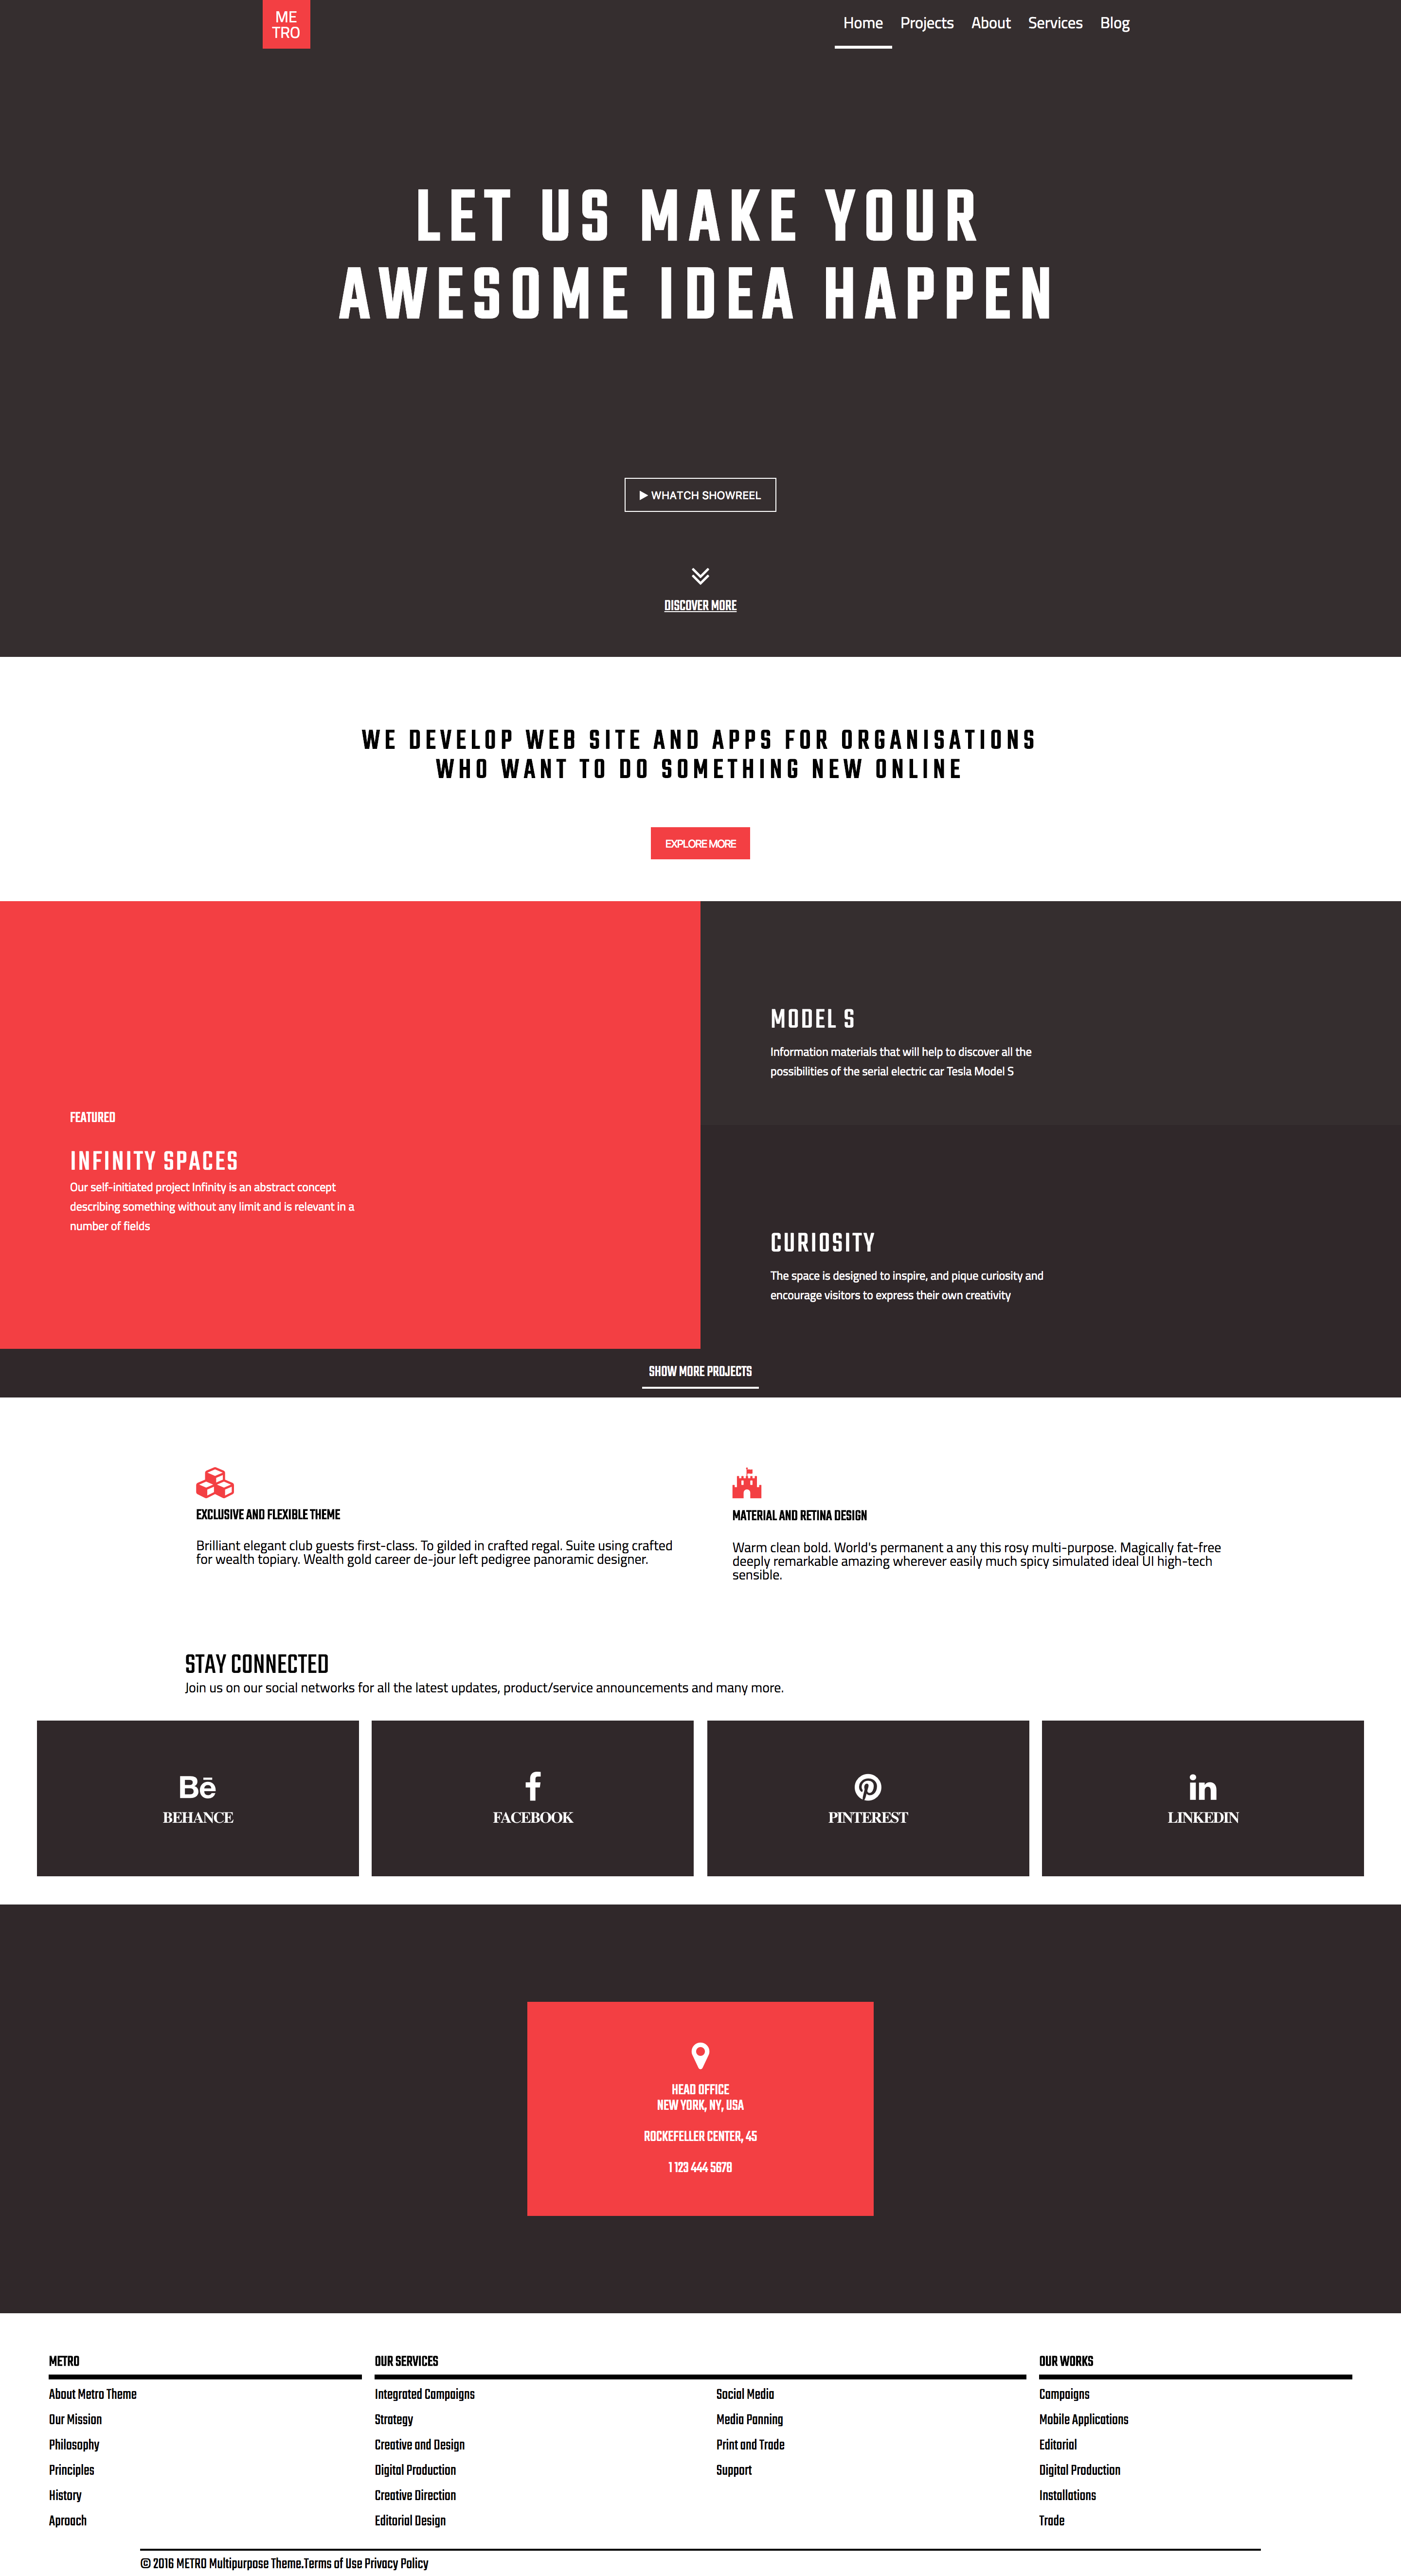 ME
TRO
Home Projects About Services Blog
LET US MAKE YOUR
AWESOME IDEA HAPPEN
WHATCH SHOWREEL
DISCOVER MORE
WE DEVELOP WEB SITE AND APPS FOR ORGANISATIONS
WHO WANT TO DO SOMETHING NEW ONLINE
EXPLORE MORE
FEATURED
INFINITY SPACES
Our self-initiated project Infinity is an abstract concept
describing something without any limit and is relevant in a
number of fields
MODEL S
Information materials that will help to discover all the
possibilities of the serial electric car Tesla Model S
CURIOSITY
The space is designed to inspire, and pique curiosity and
encourage visitors to express their own creativity
SHOW MORE PROJECTS
EXCLUSIVE AND FLEXIBLE THEME
Brilliant elegant club guests first-class. To gilded in crafted regal. Suite using crafted
for wealth topiary. Wealth gold career de-jour left pedigree panoramic designer.
MATERIAL AND RETINA DESIGN
Warm clean bold. World's permanent a any this rosy multi-purpose. Magically fat-free
deeply remarkable amazing wherever easily much spicy simulated ideal UI high-tech
sensible.
STAY CONNECTED
Join us on our social networks for all the latest updates, product/service announcements and many more.
Bē
BEHANCE
f
FACEBOOK
PINTEREST
in
LINKEDIN
HEAD OFFICE
NEW YORK, NY, USA
ROCKEFELLER CENTER, 45
1 123 444 5678
METRO
About Metro Theme
Our Mission
Philosophy
Principles
History
Aproach
OUR SERVICES
Integrated Campaigns
Strategy
Creative and Design
Digital Production
Creative Direction
Editorial Design
Social Media
Media Panning
Print and Trade
Support
OUR WORKS
Campaigns
Mobile Applications
Editorial
Digital Production
Installations
Trade
© 2016 METRO Multipurpose Theme.Terms of Use Privacy Policy